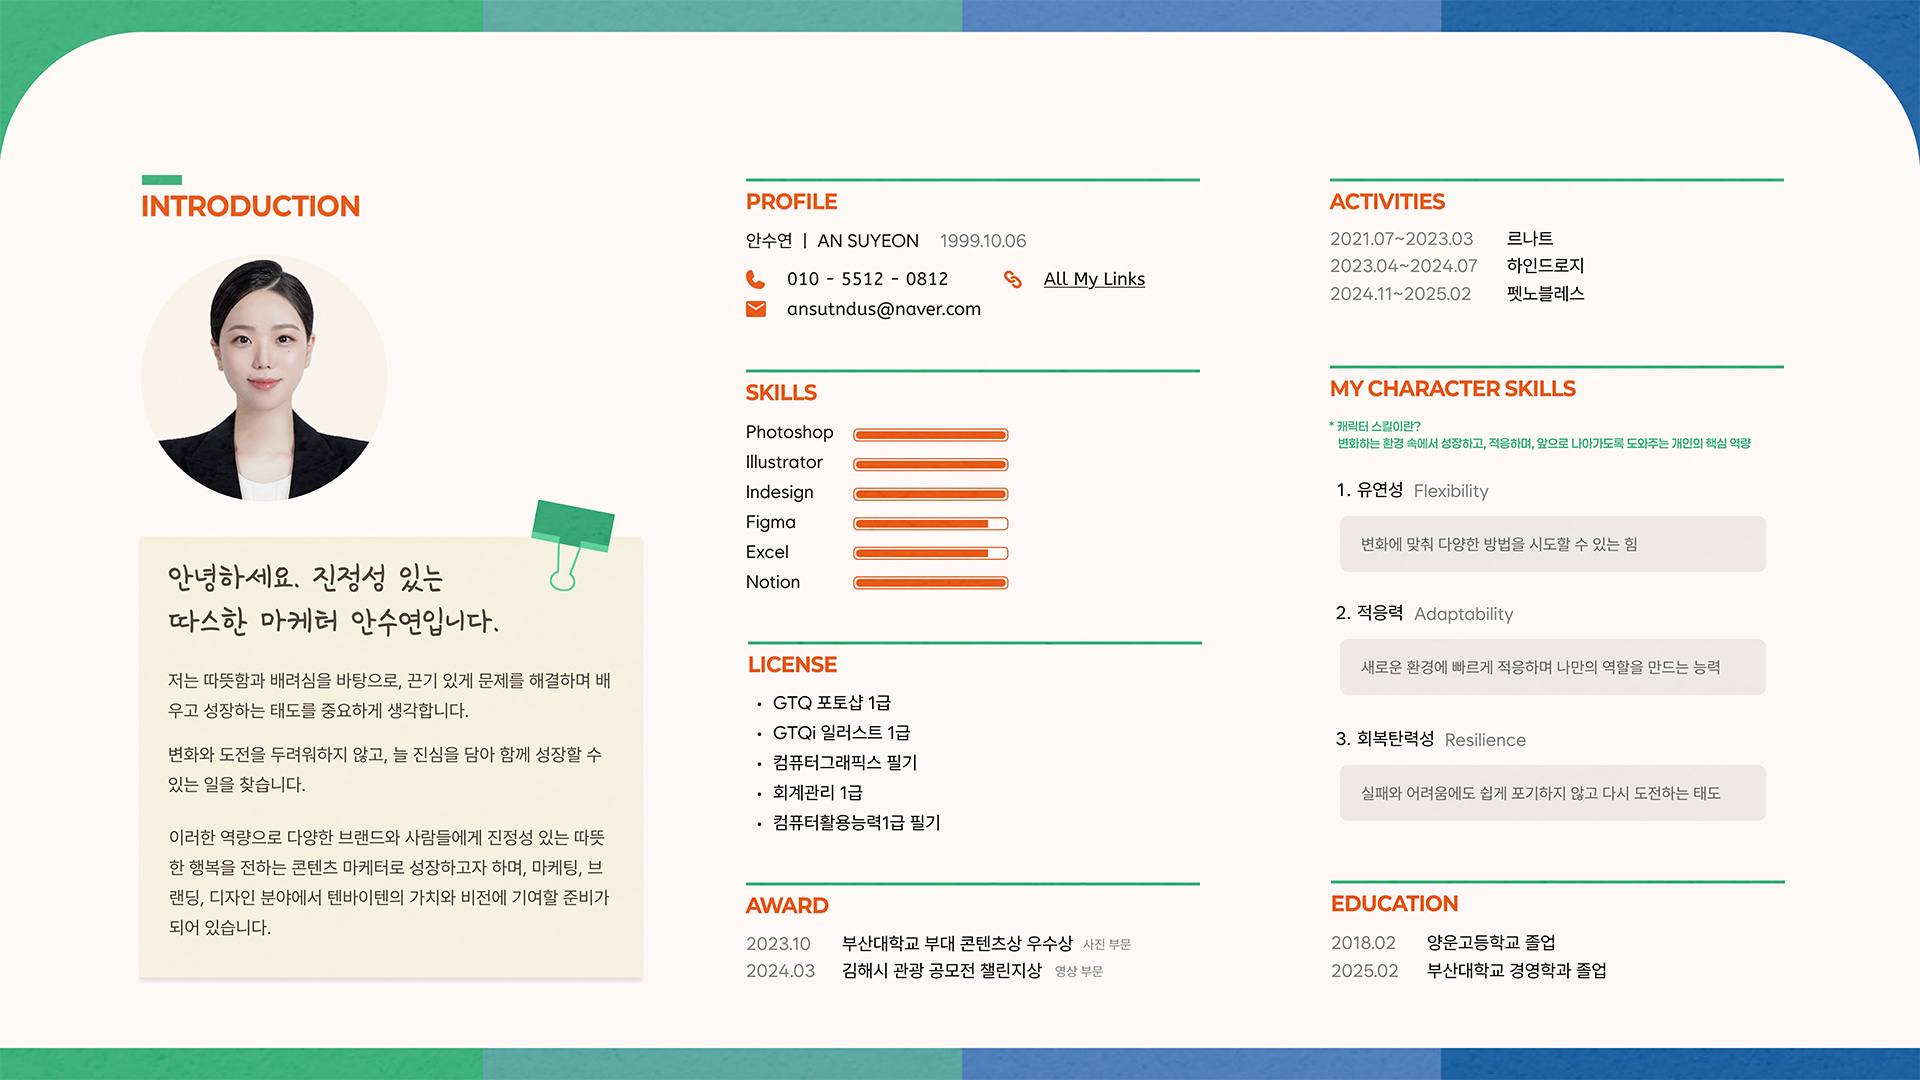 INTRODUCTION
안녕하세요. 진정성 있는
따스한 마케터 안수연입니다.
저는 따뜻함과 배려심을 바탕으로, 끈기 있게 문제를 해결하며 배
우고 성장하는 태도를 중요하게 생각합니다.
변화와 도전을 두려워하지 않고, 늘 진심을 담아 함께 성장할 수
있는 일을 찾습니다.
이러한 역량으로 다양한 브랜드와 사람들에게 진정성 있는 따뜻
한 행복을 전하는 콘텐츠 마케터로 성장하고자 하며, 마케팅, 브
랜딩, 디자인 분야에서 텐바이텐의 가치와 비전에 기여할 준비가
되어 있습니다.
PROFILE
안수연 | AN SUYEON 1999.10.06
010 - 5512 - 0812 All My Links
ansutndus@naver.com
SKILLS
Photoshop
Illustrator
Indesign
Figma
Excel
Notion
LICENSE
• GTQ 포토샵 1급
• GTQi 일러스트 1급
• 컴퓨터그래픽스 필기
• 회계관리 1급
• 컴퓨터활용능력1급 필기
AWARD
2023.10 부산대학교 부대 콘텐츠상 우수상 사진 부문
2024.03 김해시 관광 공모전 챌린지상 영상 부문
ACTIVITIES
2021.07~2023.03 르나트
2023.04~2024.07 하인드로지
2024.11~2025.02 펫노블레스
MY CHARACTER SKILLS
* 캐릭터 스킬이란?
변화하는 환경 속에서 성장하고, 적응하며, 앞으로 나아가도록 도와주는 개인의 핵심 역량
1. 유연성 Flexibility
변화에 맞춰 다양한 방법을 시도할 수 있는 힘
2. 적응력 Adaptability
새로운 환경에 빠르게 적응하며 나만의 역할을 만드는 능력
3. 회복탄력성 Resilience
실패와 어려움에도 쉽게 포기하지 않고 다시 도전하는 태도
EDUCATION
2018.02 양운고등학교 졸업
2025.02 부산대학교 경영학과 졸업